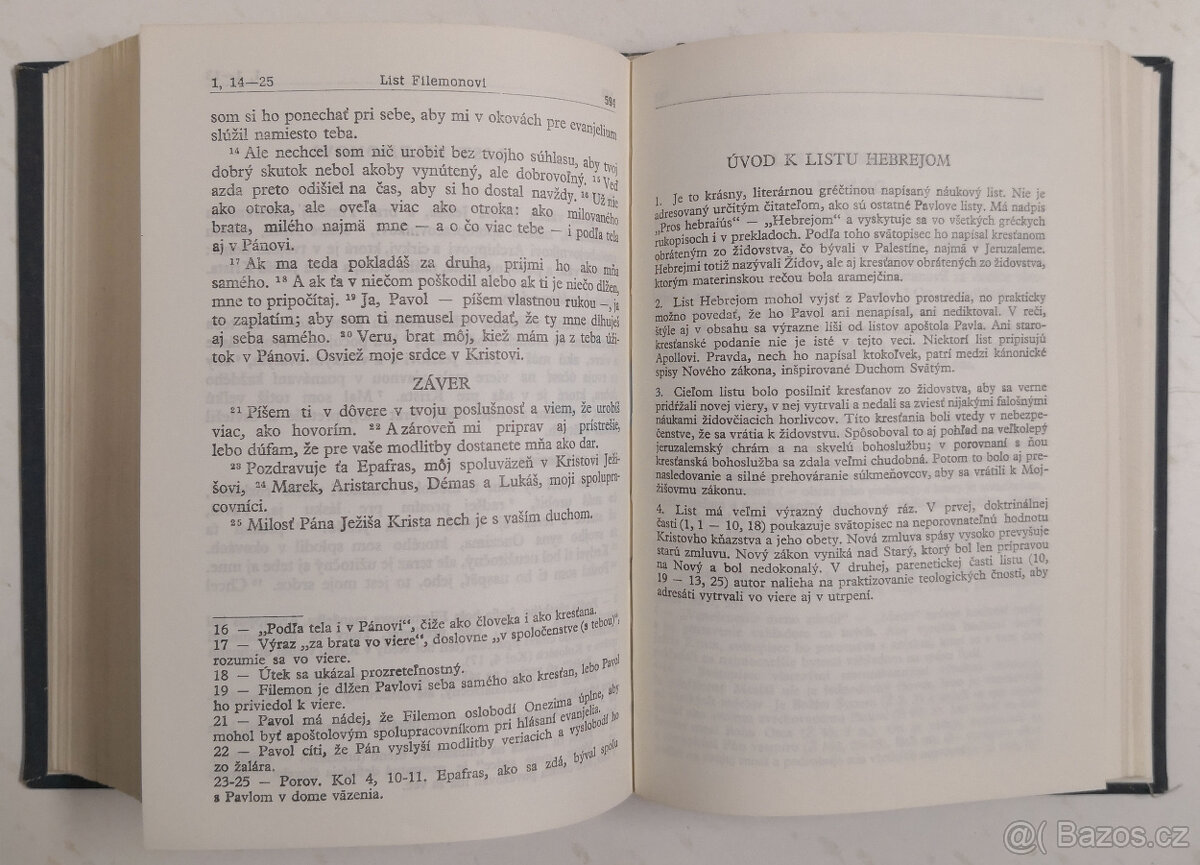 1, 14—25 List Filemonovi
594
som si ho ponechať pri sebe, aby mi v okovách pre evanjelium
slúžil namiesto teba.
¹⁴ Ale nechcel som nič urobiť bez tvojho súhlasu, aby tvoj
dobrý skutok nebol akoby vynútený, ale dobrovoľný. ¹⁵ Veď
azda preto odišiel na čas, aby si ho dostal navždy. ¹⁶ Už nie
ako otroka, ale oveľa viac ako otroka: ako milovaného
brata, milého najmä mne — a o čo viac tebe — i podľa tela
aj v Pánovi.
¹⁷ Ak ma teda pokladáš za druha, prijmi ho ako mňa
samého. ¹⁸ A ak ťa v niečom poškodil alebo ak ti je niečo dlžen,
mne to pripočítaj. ¹⁹ Ja, Pavol — píšem vlastnou rukou —, ja
to zaplatím; aby som ti nemusel povedať, že ty mne dlhuješ
aj seba samého. ²⁰ Veru, brat môj, kiež mám ja z teba úži-
tok v Pánovi. Osviež moje srdce v Kristovi.
ZÁVER
²¹ Píšem ti v dôvere v tvoju poslušnosť a viem, že urobíš
viac, ako hovorím. ²² A zároveň mi priprav aj prístrešie,
lebo dúfam, že pre vaše modlitby dostanete mňa ako dar.
²³ Pozdravuje ťa Epafras, môj spoluväzeň v Kristovi Ježi-
šovi, ²⁴ Marek, Aristarchus, Démas a Lukáš, moji spolupra-
covníci.
²⁵ Milosť Pána Ježiša Krista nech je s vaším duchom.
16 — „Podľa tela i v Pánovi“, čiže ako človeka i ako kresťana.
17 — Výraz „za brata vo viere“, doslovne „v spoločenstve (s tebou)“,
rozumie sa vo viere.
18 — Útek sa ukázal prozreteľnostný.
19 — Filemon je dlžen Pavlovi seba samého ako kresťan, lebo Pavol
ho priviedol k viere.
21 — Pavol má nádej, že Filemon oslobodí Onezima úplne, aby
mohol byť apoštolovým spolupracovníkom pri hlásaní evanjelia.
22 — Pavol cíti, že Pán vyslyší modlitby veriacich a vyslobodí ho
zo žalára.
23-25 — Porov. Kol 4, 10-11. Epafras, ako sa zdá, býval spolu
s Pavlom v dome väzenia.
ÚVOD K LISTU HEBREJOM
1. Je to krásny, literárnou gréčtinou napísaný náukový list. Nie je
adresovaný určitým čitateľom, ako sú ostatné Pavlove listy. Má nadpis
„Pros hebraiús“ — „Hebrejom“ a vyskytuje sa vo všetkých gréckych
rukopisoch i v prekladoch. Podľa toho svätopisec ho napísal kresťanom
obráteným zo židovstva, čo bývali v Palestíne, najmä v Jeruzaleme.
Hebrejmi totiž nazývali Židov, ale aj kresťanov obrátených zo židovstva,
ktorým materinskou rečou bola aramejčina.
2. List Hebrejom mohol vyjsť z Pavlovho prostredia, no prakticky
možno povedať, že ho Pavol ani nenapísal, ani nediktoval. V reči,
štýle aj v obsahu sa výrazne líši od listov apoštola Pavla. Ani staro-
kresťanské podanie nie je isté v tejto veci. Niektorí list pripisujú
Apollovi. Pravda, nech ho napísal ktokoľvek, patrí medzi kánonické
spisy Nového zákona, inšpirované Duchom Svätým.
3. Cieľom listu bolo posilniť kresťanov zo židovstva, aby sa verne
pridŕžali novej viery, v nej vytrvali a nedali sa zviesť nijakými falošnými
náukami židovčiacich horlivcov. Títo kresťania boli vtedy v nebezpe-
čenstve, že sa vrátia k židovstvu. Spôsoboval to aj pohľad na veľkolepý
jeruzalemský chrám a na skvelú bohoslužbu; v porovnaní s ňou
kresťanská bohoslužba sa zdala veľmi chudobná. Potom to bolo aj pre-
nasledovanie a silné prehováranie súkmeňovcov, aby sa vrátili k Moj-
žišovmu zákonu.
4. List má veľmi výrazný duchovný ráz. V prvej, doktrinálnej
časti (1, 1 — 10, 18) poukazuje svätopisec na neporovnateľnú hodnotu
Kristovho kňazstva a jeho obety. Nová zmluva spásy vysoko prevyšuje
starú zmluvu. Nový zákon vyniká nad Starý, ktorý bol len prípravou
na Nový a bol nedokonalý. V druhej, parenetickej časti listu (10,
19 — 13, 25) autor nalieha na praktizovanie teologických čností, aby
adresáti vytrvali vo viere aj v utrpení.
@( Bazos.cz